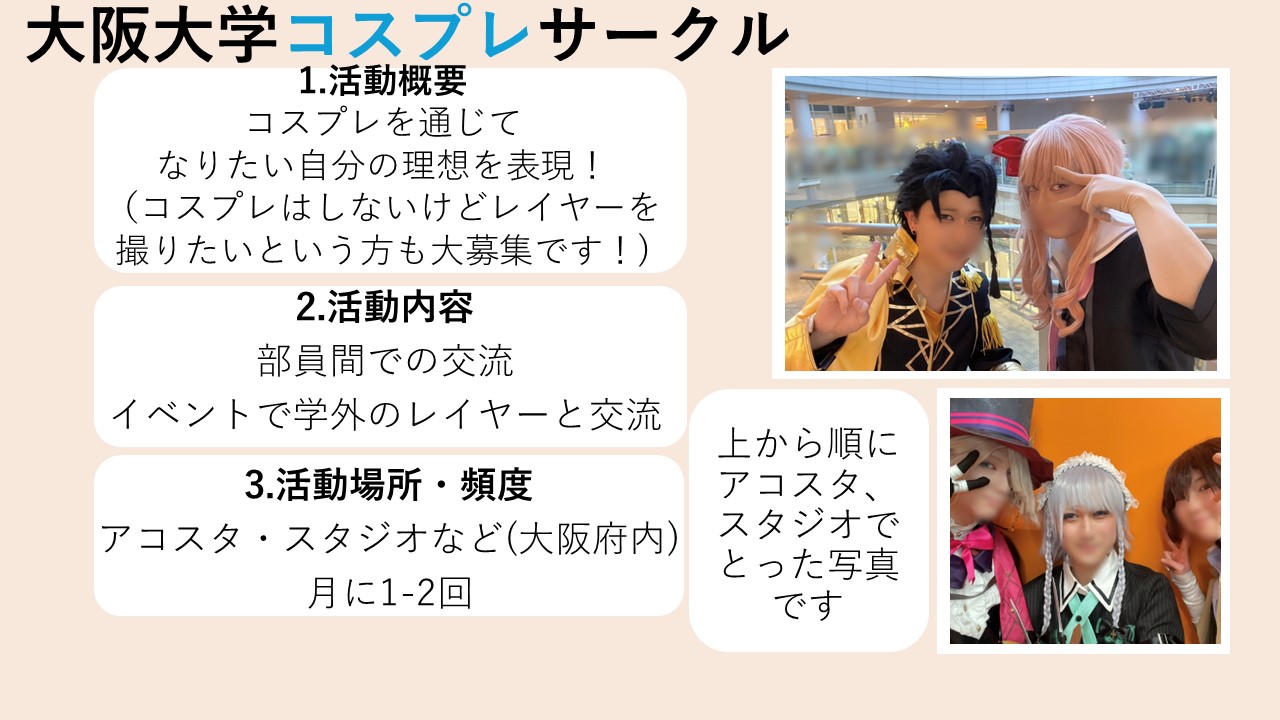 大阪大学コスプレサークル
1.活動概要
コスプレを通じて
なりたい自分の理想を表現！
（コスプレはしないけどレイヤーを
撮りたいという方も大募集です！）
2.活動内容
部員間での交流
イベントで学外のレイヤーと交流
3.活動場所・頻度
アコスタ・スタジオなど(大阪府内)
月に1-2回
上から順に
アコスタ、
スタジオで
とった写真
です